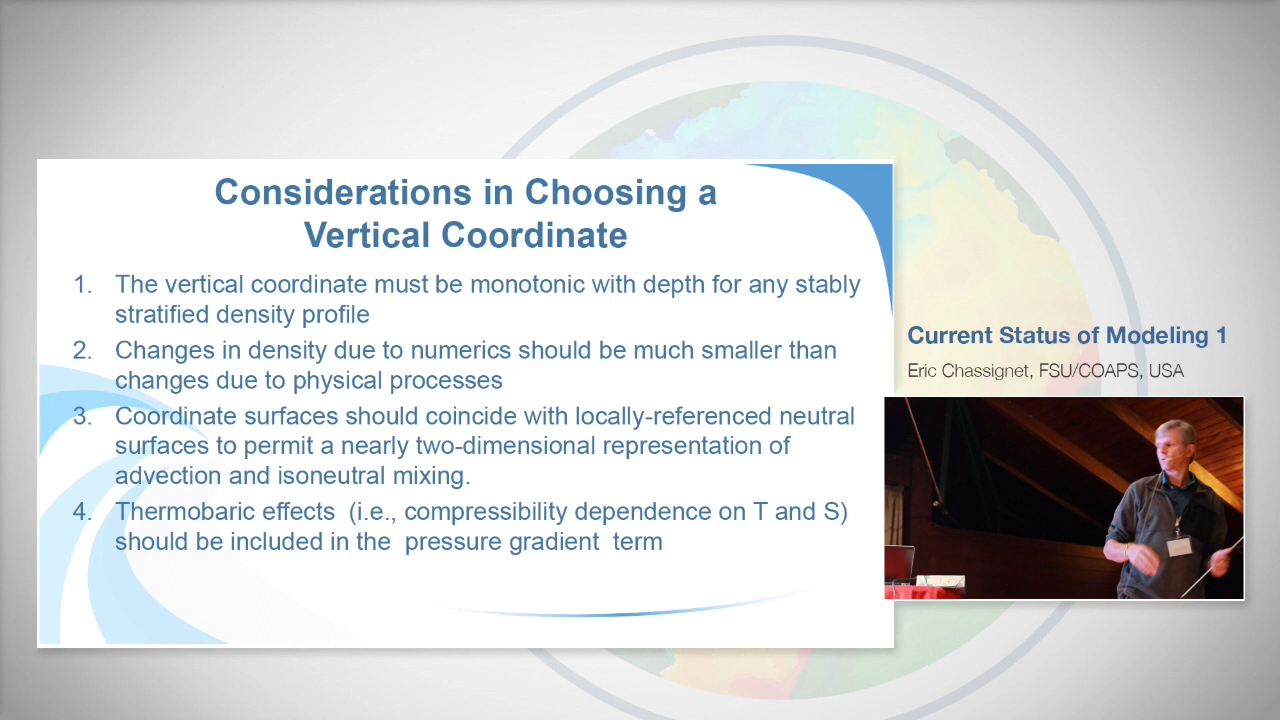 Considerations in Choosing a
Vertical Coordinate
1. The vertical coordinate must be monotonic with depth for any stably
stratified density profile
2. Changes in density due to numerics should be much smaller than
changes due to physical processes
3. Coordinate surfaces should coincide with locally-referenced neutral
surfaces to permit a nearly two-dimensional representation of
advection and isoneutral mixing.
4. Thermobaric effects (i.e., compressibility dependence on T and S)
should be included in the pressure gradient term
Current Status of Modeling 1
Eric Chassignet, FSU/COAPS, USA